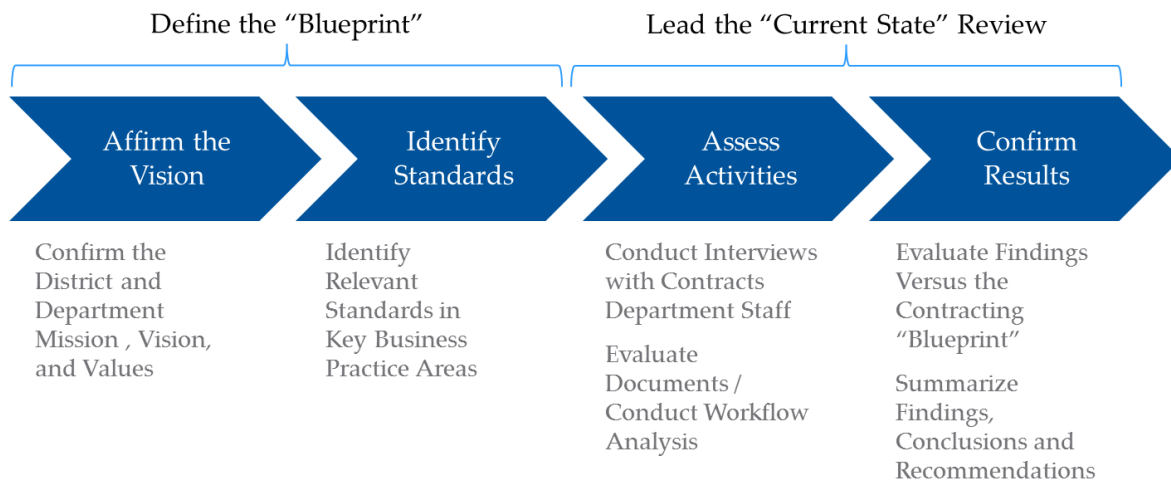 Define the “Blueprint”
Lead the “Current State” Review
Affirm the
Vision
Identify
Standards
Assess
Activities
Confirm
Results
Confirm the
District and
Department
Mission , Vision,
and Values
Identify
Relevant
Standards in
Key Business
Practice Areas
Conduct Interviews
with Contracts
Department Staff
Evaluate
Documents /
Conduct Workflow
Analysis
Evaluate Findings
Versus the
Contracting
“Blueprint”
Summarize
Findings,
Conclusions and
Recommendations